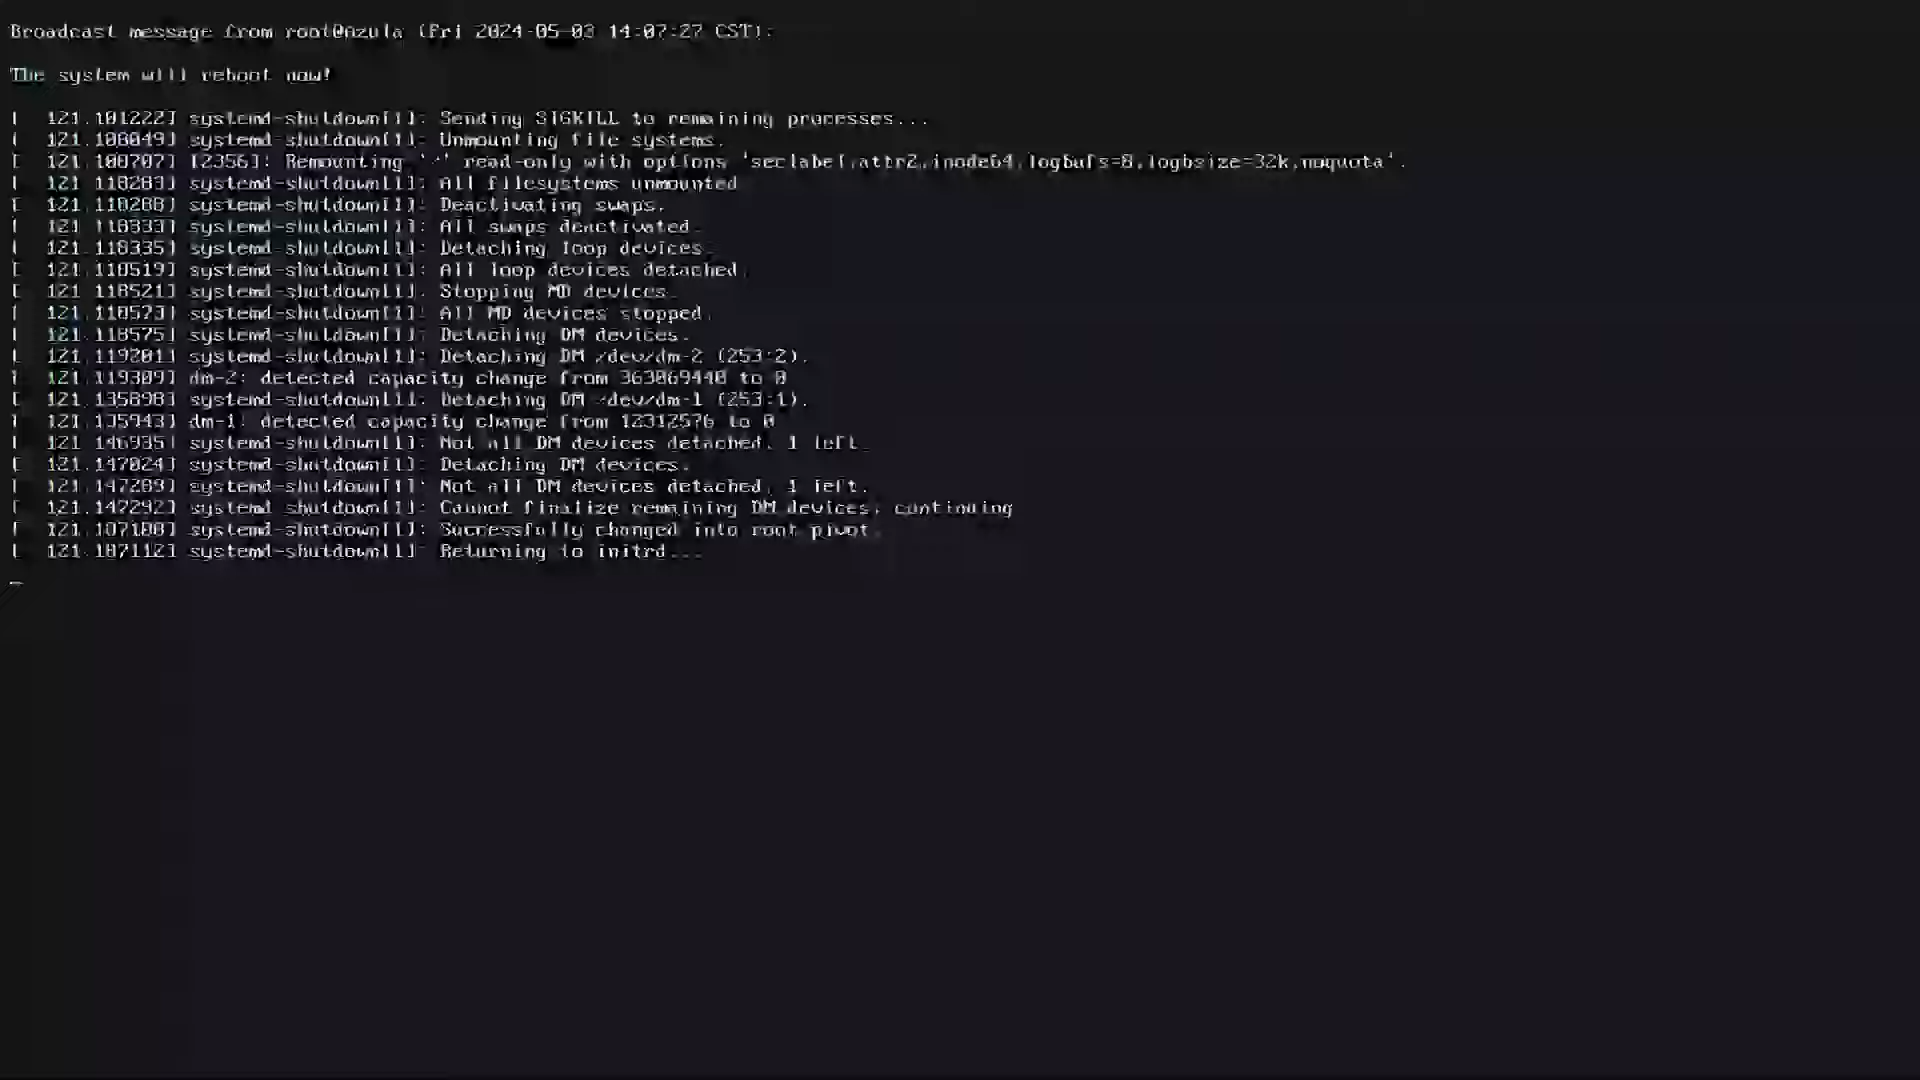 Broadcast message from root@azula (Fri 2024-05-03 14:07:27 CST):
The system will reboot now!
[  121.101222] systemd-shutdown[1]: Sending SIGKILL to remaining processes...
[  121.108049] systemd-shutdown[1]: Unmounting file systems.
[  121.108707] [2356]: Remounting '/' read-only with options 'seclabel,attr2,inode64,logbufs=8,logbsize=32k,noquota'.
[  121.118283] systemd-shutdown[1]: All filesystems unmounted.
[  121.118288] systemd-shutdown[1]: Deactivating swaps.
[  121.118333] systemd-shutdown[1]: All swaps deactivated.
[  121.118335] systemd-shutdown[1]: Detaching loop devices.
[  121.118519] systemd-shutdown[1]: All loop devices detached.
[  121.118521] systemd-shutdown[1]: Stopping MD devices.
[  121.118573] systemd-shutdown[1]: All MD devices stopped.
[  121.118575] systemd-shutdown[1]: Detaching DM devices.
[  121.119201] systemd-shutdown[1]: Detaching DM /dev/dm-2 (253:2).
[  121.119309] dm-2: detected capacity change from 363069440 to 0
[  121.135898] systemd-shutdown[1]: Detaching DM /dev/dm-1 (253:1).
[  121.135943] dm-1: detected capacity change from 12312576 to 0
[  121.146935] systemd-shutdown[1]: Not all DM devices detached, 1 left.
[  121.147024] systemd-shutdown[1]: Detaching DM devices.
[  121.147289] systemd-shutdown[1]: Not all DM devices detached, 1 left.
[  121.147292] systemd-shutdown[1]: Cannot finalize remaining DM devices, continuing.
[  121.187108] systemd-shutdown[1]: Successfully changed into root pivot.
[  121.187112] systemd-shutdown[1]: Returning to initrd...